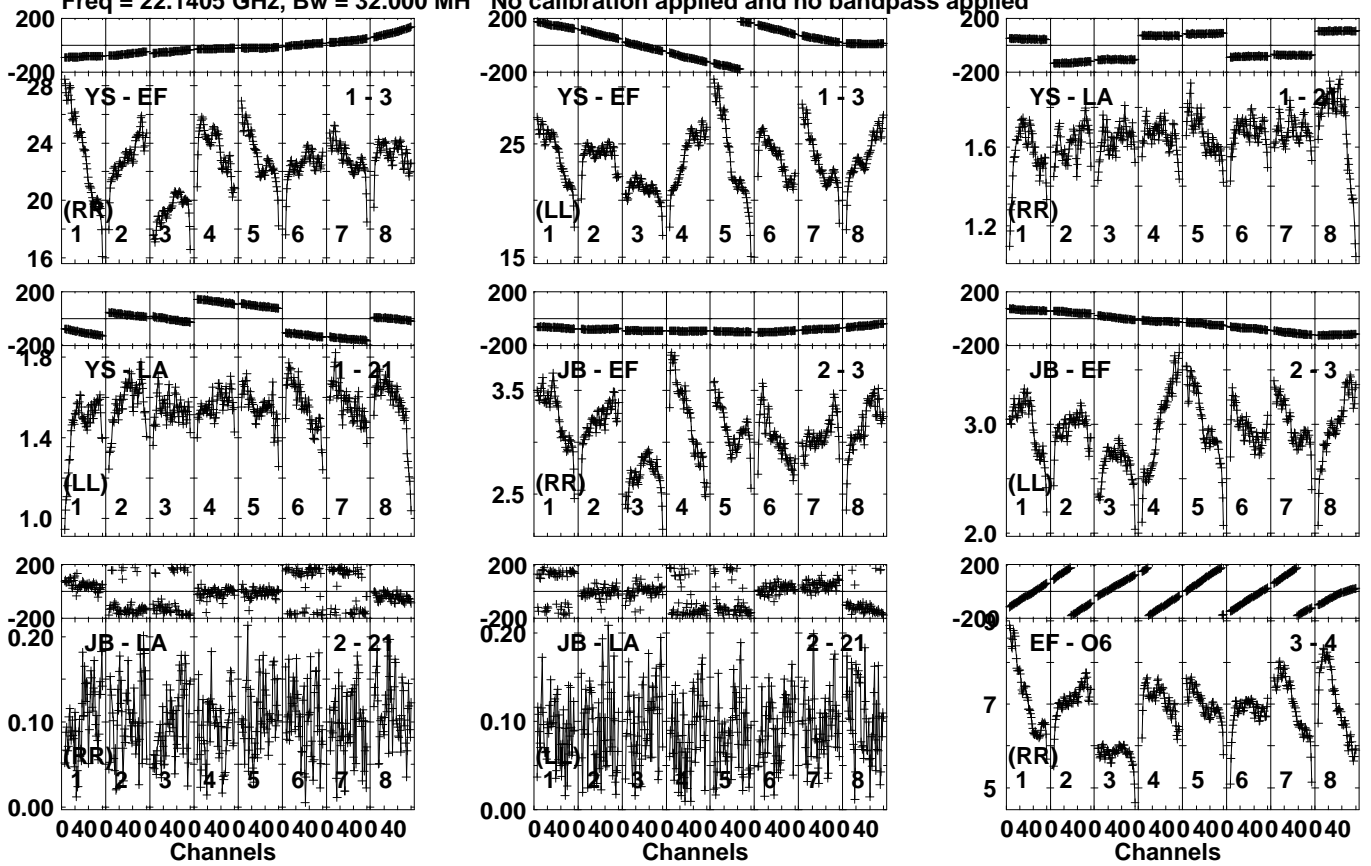 Freq = 22.1405 GHz, Bw = 32.000 MH No calibration applied and no bandpass applied
200 200 200
-200 -200 -200
28 YS - EF 1 - 3 YS - EF 1 - 3 YS - LA 1 - 21
26
24 25 1.6
22
20 1.2
(RR) (LL) (RR)
1 2 3 4 5 6 7 8 1 2 3 4 5 6 7 8 1 2 3 4 5 6 7 8
18
16 15
200 200 200
-200 -200 -200
1.8 YS - LA 1 - 21 JB - EF 2 - 3 JB - EF 2 - 3
3.5
1.4 3.0
(LL) (RR) (LL)
1.0 1 2 3 4 5 6 7 8 2.5 1 2 3 4 5 6 7 8 1 2 3 4 5 6 7 8
2.0
200 200 200
-200 -200 -200
0.20 JB - LA 2 - 21 0.20 JB - LA 2 - 21 9 EF - O6 3 - 4
0.10 0.10 7
(RR) (LL) (RR)
1 2 3 4 5 6 7 8 1 2 3 4 5 6 7 8 1 2 3 4 5 6 7 8
0.00 0.00 5
0 40 0 40 0 40 0 40 0 40 0 40 0 40 0 40 0 40 0 40 0 40 0 40 0 40 0 40 0 40 0 40 0 40 0 40 0 40 0 40 0 40 0 40 0 40 0 40
Channels Channels Channels